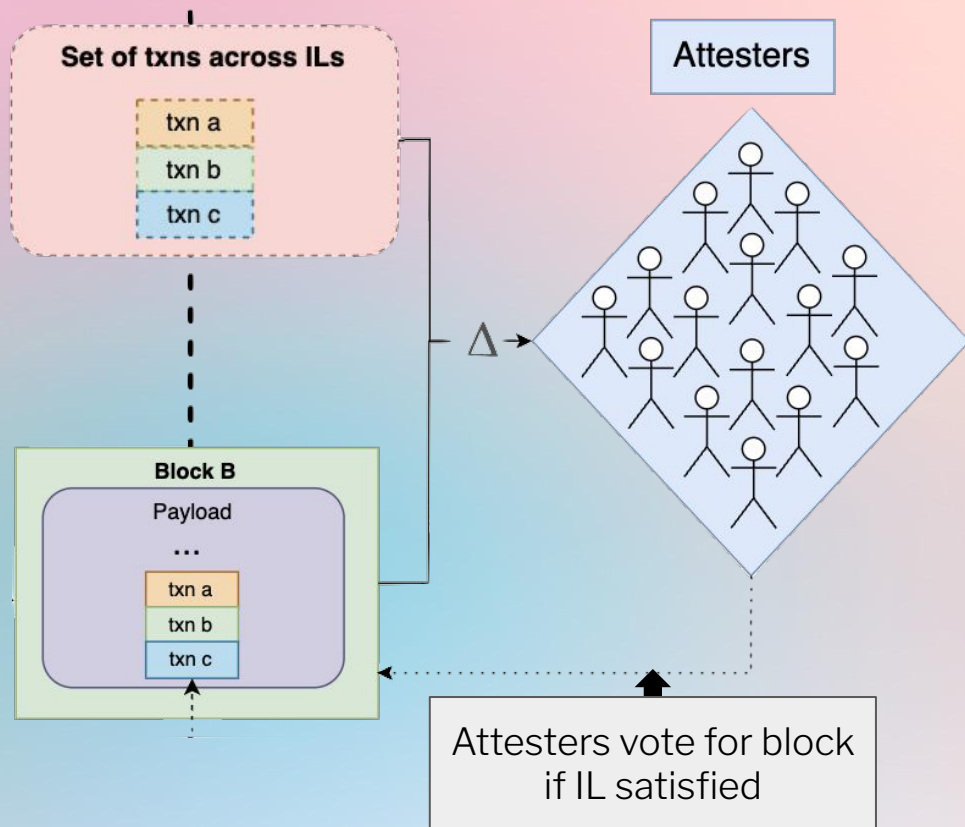 Set of txns across ILs
txn a
txn b
txn c
Attesters
Δ
Block B
Payload
...
txn a
txn b
txn c
Attesters vote for block
if IL satisfied